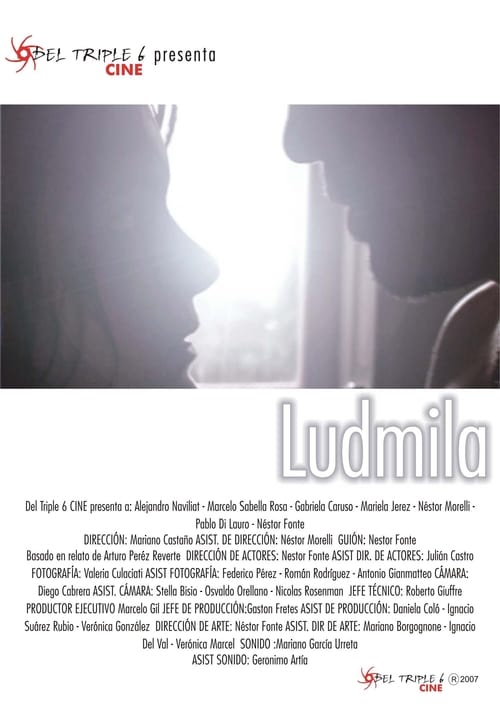 DEL TRIPLE 6 presenta
CINE
Ludmila
Del Triple 6 CINE presenta a: Alejandro Naviliat - Marcelo Sabella Rosa - Gabriela Caruso - Mariela Jerez - Néstor Morelli -
Pablo Di Lauro - Néstor Fonte
DIRECCIÓN: Mariano Castaño ASIST. DE DIRECCIÓN: Néstor Morelli GUIÓN: Nestor Fonte
Basado en relato de Arturo Peréz Reverte DIRECCIÓN DE ACTORES: Nestor Fonte ASIST DIR. DE ACTORES: Julián Castro
FOTOGRAFÍA: Valeria Culaciati ASIST FOTOGRAFÍA: Federico Pérez - Román Rodríguez - Antonio Gianmatteo CÁMARA:
Diego Cabrera ASIST. CÁMARA: Stella Bisio - Osvaldo Orellano - Nicolas Rosenman JEFE TÉCNICO: Roberto Giuffre
PRODUCTOR EJECUTIVO Marcelo Gil JEFE DE PRODUCCIÓN:Gaston Fretes ASIST DE PRODUCCIÓN: Daniela Coló - Ignacio
Suárez Rubio - Verónica González DIRECCIÓN DE ARTE: Néstor Fonte ASIST. DIR DE ARTE: Mariano Borgognone - Ignacio
Del Val - Verónica Marcel SONIDO :Mariano García Urreta
ASIST SONIDO: Geronimo Artía
DEL TRIPLE 6 ® 2007
CINE